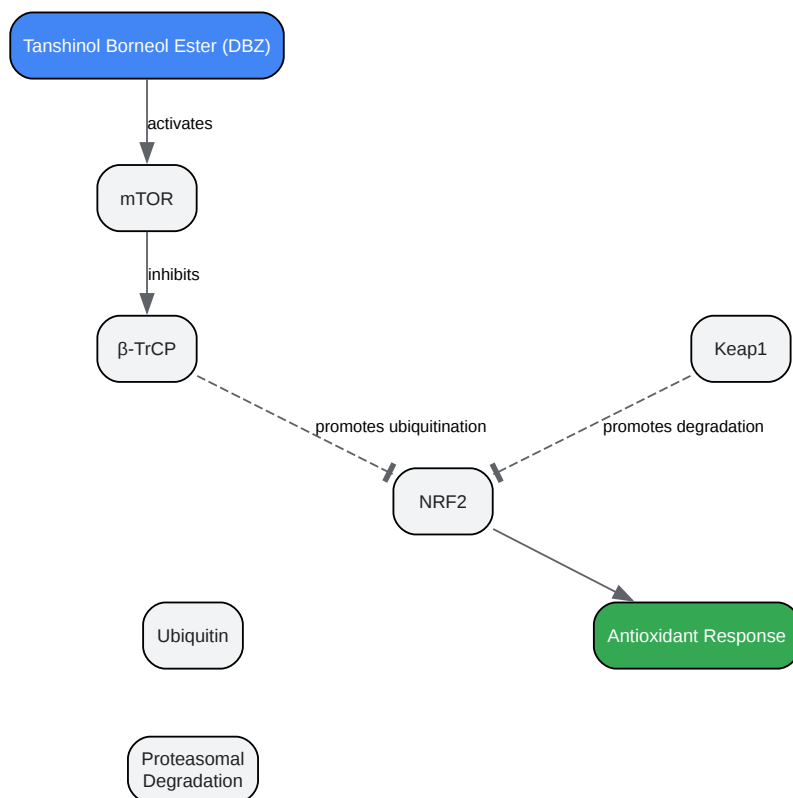 Tanshinol Borneol Ester (DBZ)
activates
mTOR
inhibits
β-TrCP
Keap1
promotes ubiquitination
promotes degradation
NRF2
Ubiquitin
Antioxidant Response
Proteasomal
Degradation